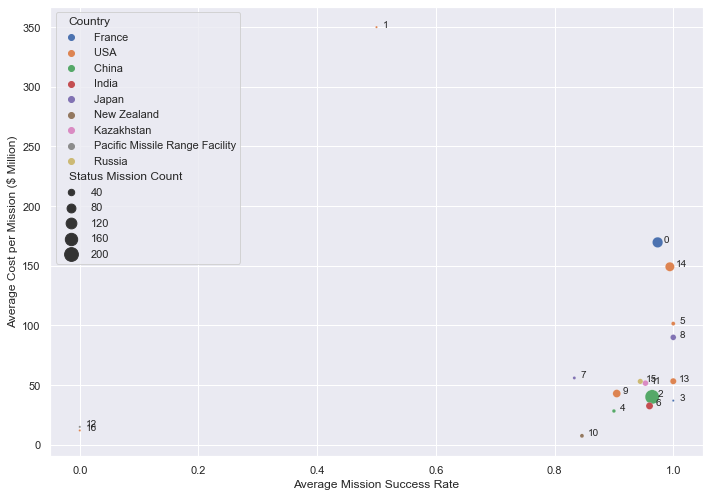 Country
France
USA
China
India
Japan
New Zealand
Kazakhstan
Pacific Missile Range Facility
Russia
Status Mission Count
40
80
120
160
200
350
300
250
200
150
100
50
0
Average Cost per Mission ($ Million)
1
0
14
5
8
7
15
11
13
9
2
3
6
4
10
12
16
0.0
0.2
0.4
0.6
0.8
1.0
Average Mission Success Rate